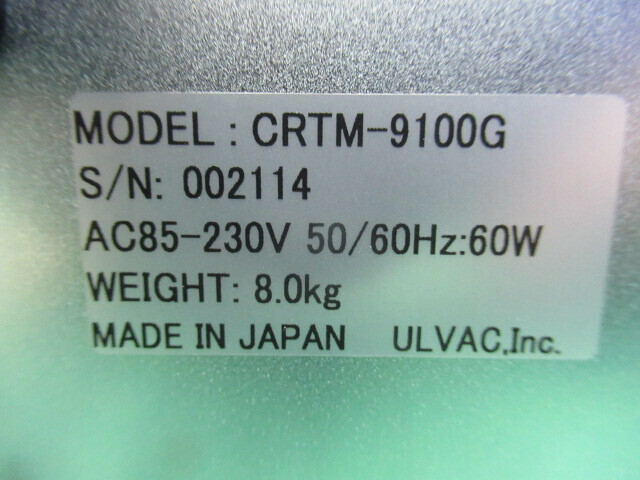 MODEL : CRTM-9100G
S/N: 002114
AC85-230V 50/60Hz:60W
WEIGHT: 8.0kg
MADE IN JAPAN ULVAC,Inc.